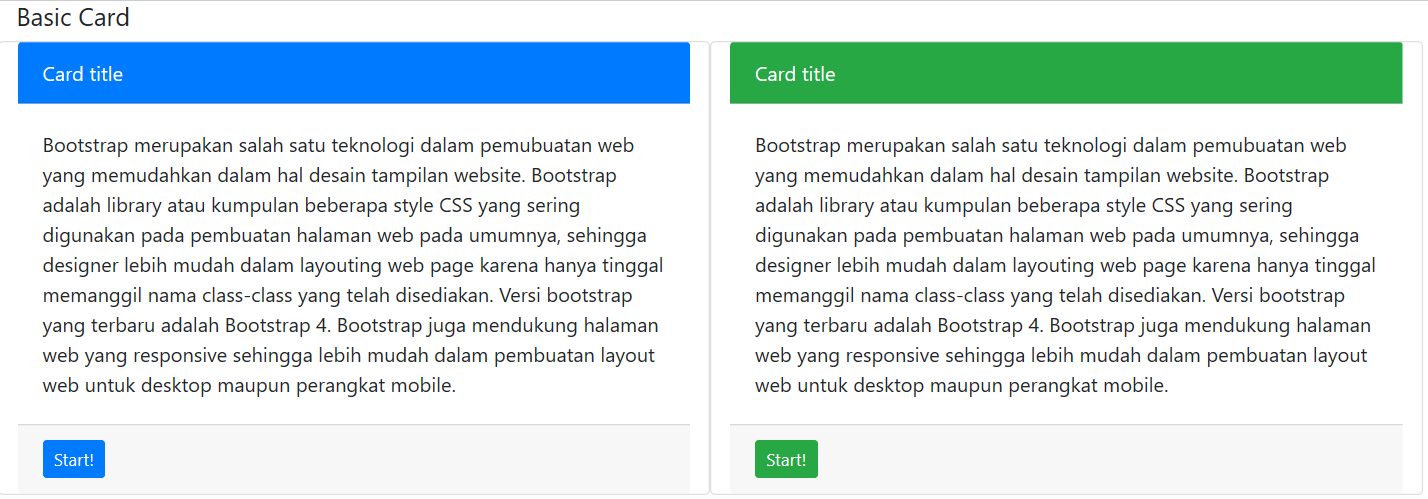 Basic Card
Card title
Bootstrap merupakan salah satu teknologi dalam pemubuatan web
yang memudahkan dalam hal desain tampilan website. Bootstrap
adalah library atau kumpulan beberapa style CSS yang sering
digunakan pada pembuatan halaman web pada umumnya, sehingga
designer lebih mudah dalam layouting web page karena hanya tinggal
memanggil nama class-class yang telah disediakan. Versi bootstrap
yang terbaru adalah Bootstrap 4. Bootstrap juga mendukung halaman
web yang responsive sehingga lebih mudah dalam pembuatan layout
web untuk desktop maupun perangkat mobile.
Start!
Card title
Bootstrap merupakan salah satu teknologi dalam pemubuatan web
yang memudahkan dalam hal desain tampilan website. Bootstrap
adalah library atau kumpulan beberapa style CSS yang sering
digunakan pada pembuatan halaman web pada umumnya, sehingga
designer lebih mudah dalam layouting web page karena hanya tinggal
memanggil nama class-class yang telah disediakan. Versi bootstrap
yang terbaru adalah Bootstrap 4. Bootstrap juga mendukung halaman
web yang responsive sehingga lebih mudah dalam pembuatan layout
web untuk desktop maupun perangkat mobile.
Start!